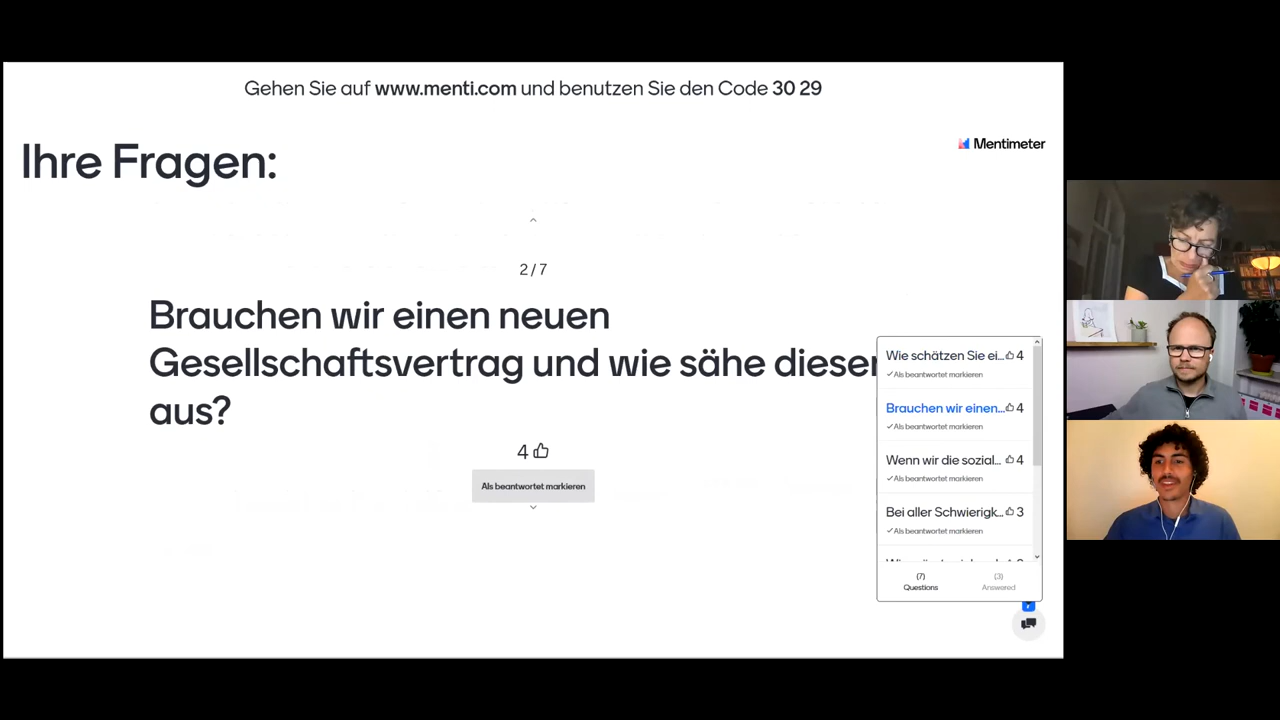 Gehen Sie auf www.menti.com und benutzen Sie den Code 30 29
Mentimeter
Ihre Fragen:
2 / 7
Brauchen wir einen neuen
Gesellschaftsvertrag und wie sähe dieser
aus?
4
Als beantwortet markieren
Wie schätzen Sie ei... 4
Als beantwortet markieren
Brauchen wir einen... 4
Als beantwortet markieren
Wenn wir die sozial... 4
Als beantwortet markieren
Bei aller Schwierigk... 3
Als beantwortet markieren
(7) (3)
Questions Answered